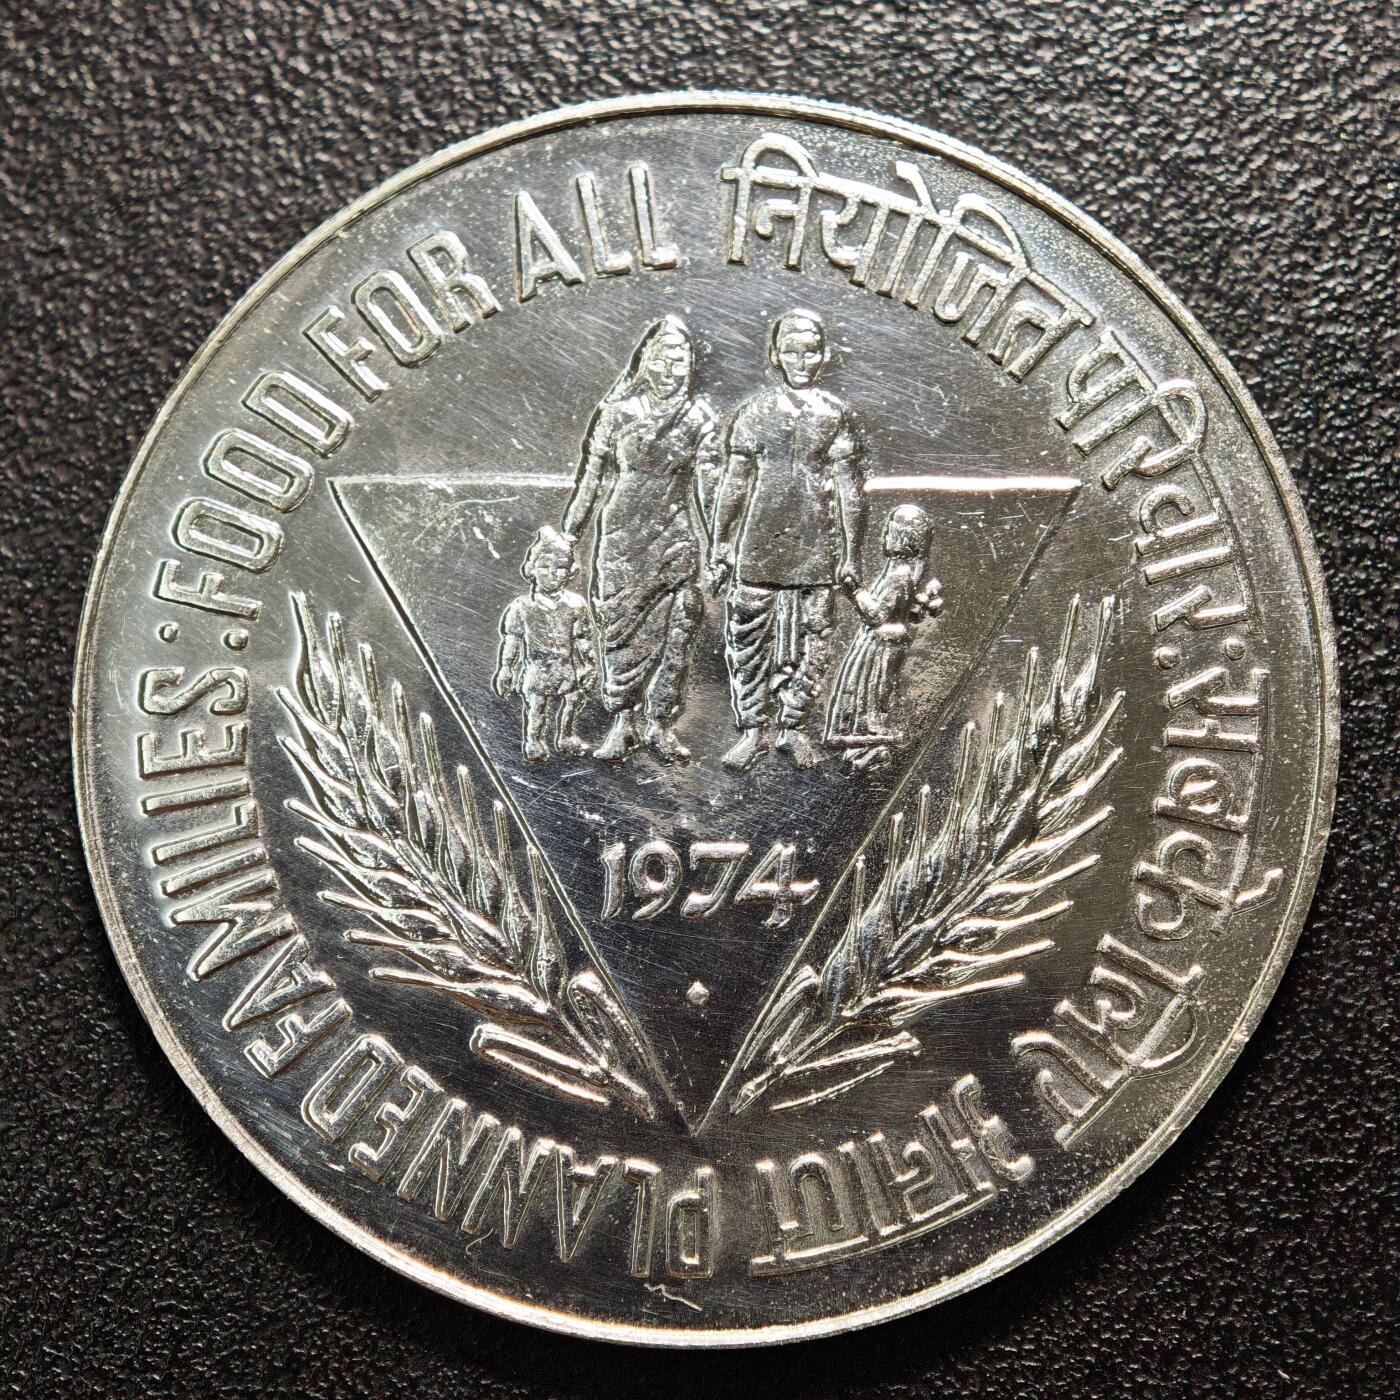 PLANNED FAMILIES: FOOD FOR ALL
नियोजित परिवार: सबके लिए अनाज
1974